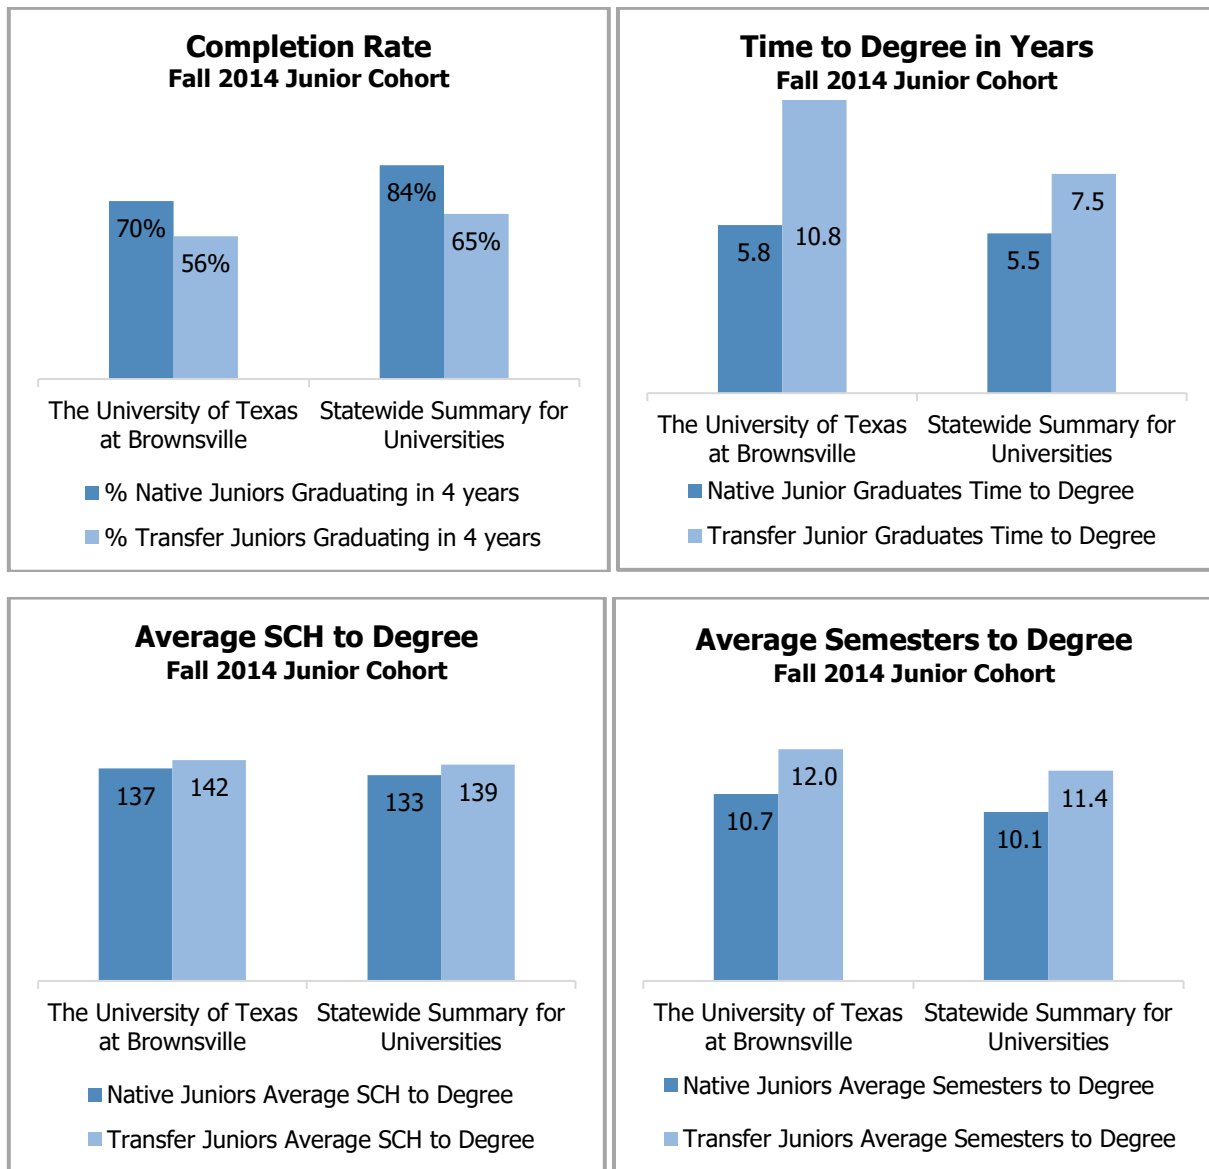 Completion Rate
Fall 2014 Junior Cohort
70%
56%
84%
65%
The University of Texas
at Brownsville
Statewide Summary for
Universities
% Native Juniors Graduating in 4 years
% Transfer Juniors Graduating in 4 years
Time to Degree in Years
Fall 2014 Junior Cohort
5.8
10.8
5.5
7.5
The University of Texas
at Brownsville
Statewide Summary for
Universities
Native Junior Graduates Time to Degree
Transfer Junior Graduates Time to Degree
Average SCH to Degree
Fall 2014 Junior Cohort
137
142
133
139
The University of Texas
at Brownsville
Statewide Summary for
Universities
Native Juniors Average SCH to Degree
Transfer Juniors Average SCH to Degree
Average Semesters to Degree
Fall 2014 Junior Cohort
10.7
12.0
10.1
11.4
The University of Texas
at Brownsville
Statewide Summary for
Universities
Native Juniors Average Semesters to Degree
Transfer Juniors Average Semesters to Degree